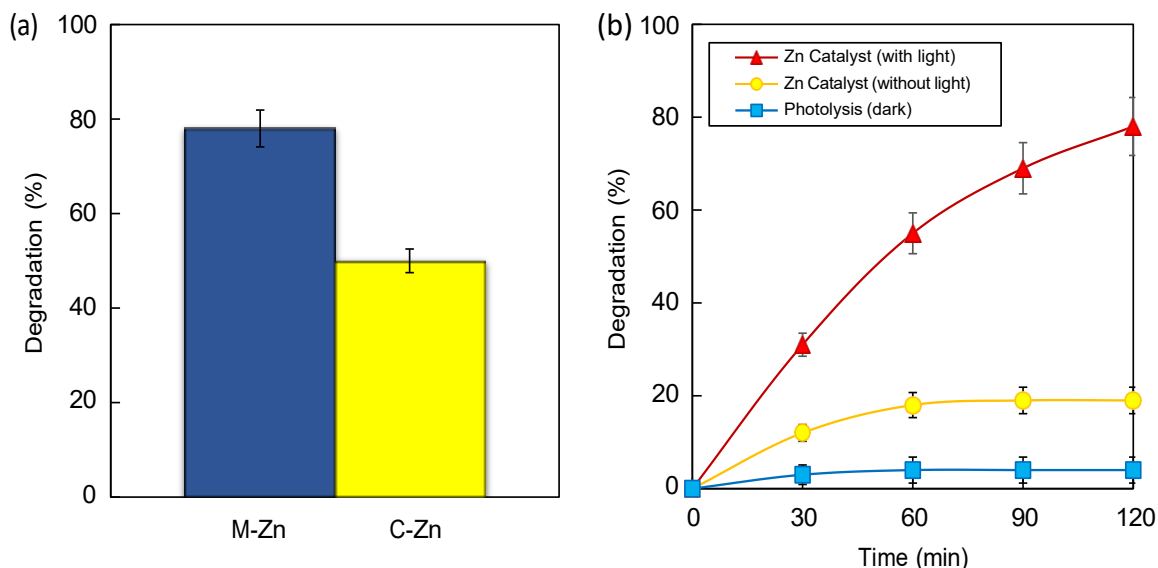 (a)
100
80
60
40
20
0
Degradation (%)
M-Zn
C-Zn
(b)
100
80
60
40
20
0
Degradation (%)
Zn Catalyst (with light)
Zn Catalyst (without light)
Photolysis (dark)
0
30
60
90
120
Time (min)